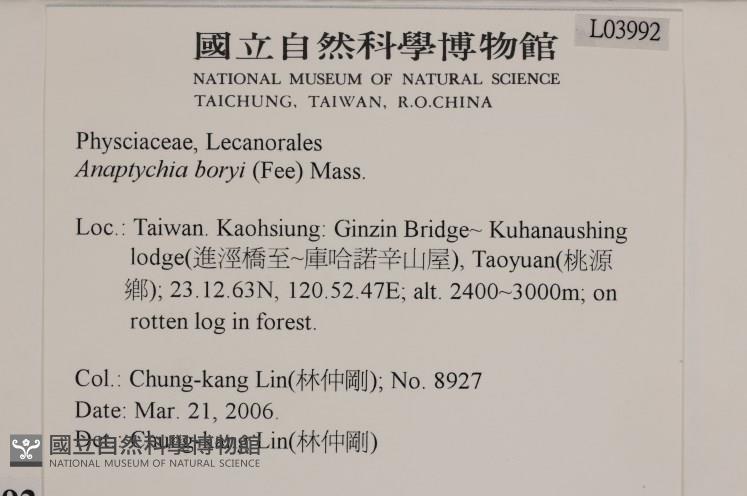 國立自然科學博物館
L03992
NATIONAL MUSEUM OF NATURAL SCIENCE
TAICHUNG, TAIWAN, R.O.CHINA
Physciaceae, Lecanorales
Anaptychia boryi (Fee) Mass.
Loc.: Taiwan. Kaohsiung: Ginzin Bridge~ Kuhanaushing
lodge(進涇橋至~庫哈諾辛山屋), Taoyuan(桃源
鄉); 23.12.63N, 120.52.47E; alt. 2400~3000m; on
rotten log in forest.
Col.: Chung-kang Lin(林仲剛); No. 8927
Date: Mar. 21, 2006.
Det.: Chung-kang Lin(林仲剛)
國立自然科學博物館
NATIONAL MUSEUM OF NATURAL SCIENCE